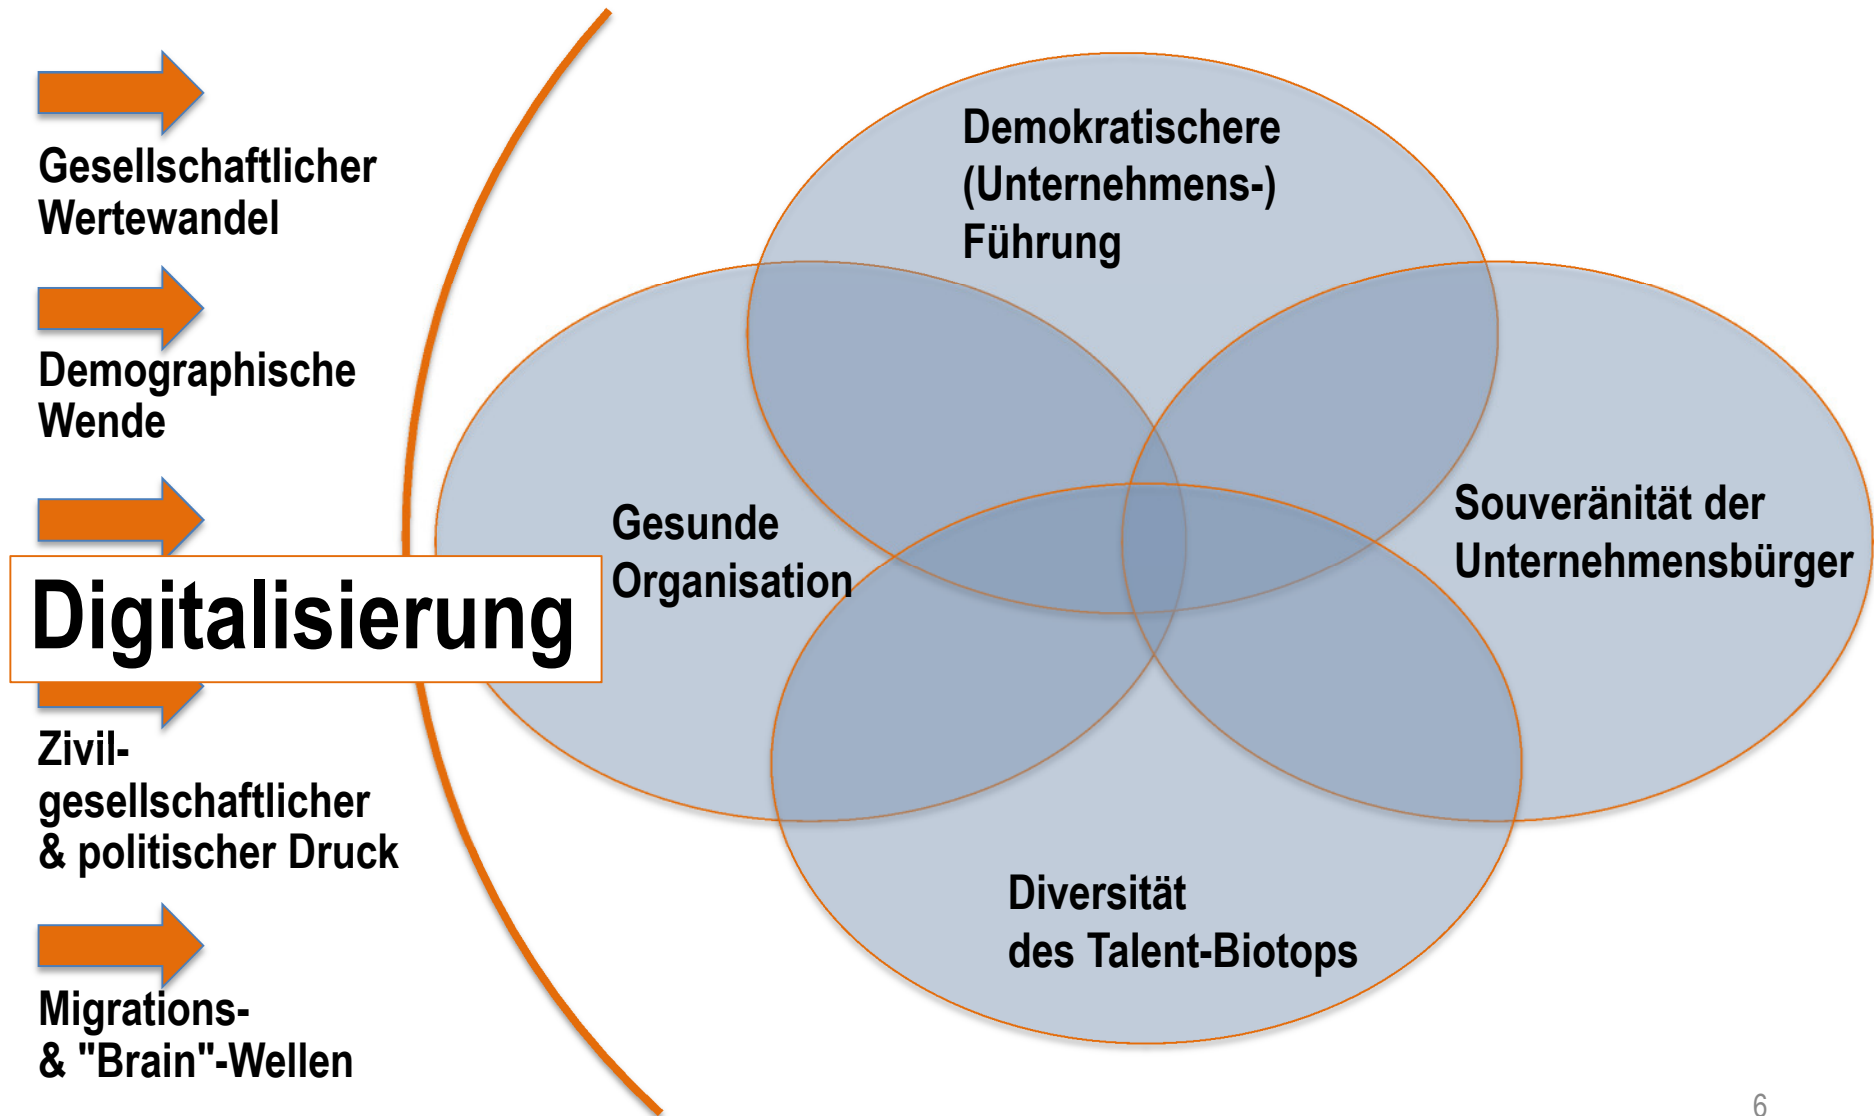 Gesellschaftlicher
Wertewandel
Demographische
Wende
Digitalisierung
Zivil-
gesellschaftlicher
& politischer Druck
Migrations-
& "Brain"-Wellen
Demokratischere
(Unternehmens-)
Führung
Gesunde
Organisation
Souveränität der
Unternehmensbürger
Diversität
des Talent-Biotops
6